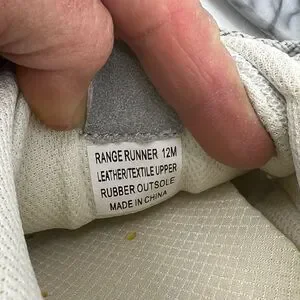 RANGE RUNNER 12M
LEATHER/TEXTILE UPPER
RUBBER OUTSOLE
MADE IN CHINA